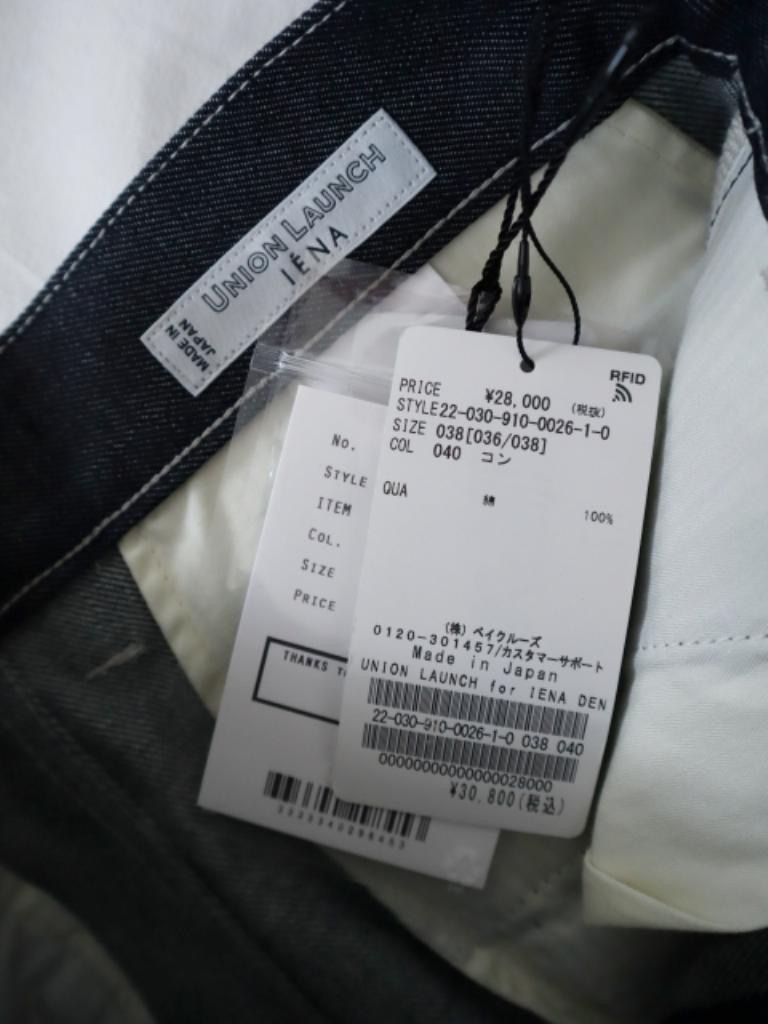 UNION LAUNCH
IÉNA
MADE IN
JAPAN
RFID
PRICE ¥28,000 (税抜)
STYLE22-030-910-0026-1-0
SIZE 038[036/038]
COL 040 コン
QUA 綿 100%
(株) ベイクルーズ
0120-301457/カスタマーサポート
Made in Japan
UNION LAUNCH for IENA DEN
22-030-910-0026-1-0 038 040
00000000000000028000
¥30,800(税込)
No.
STYLE
ITEM
COL.
SIZE
PRICE
THANKS